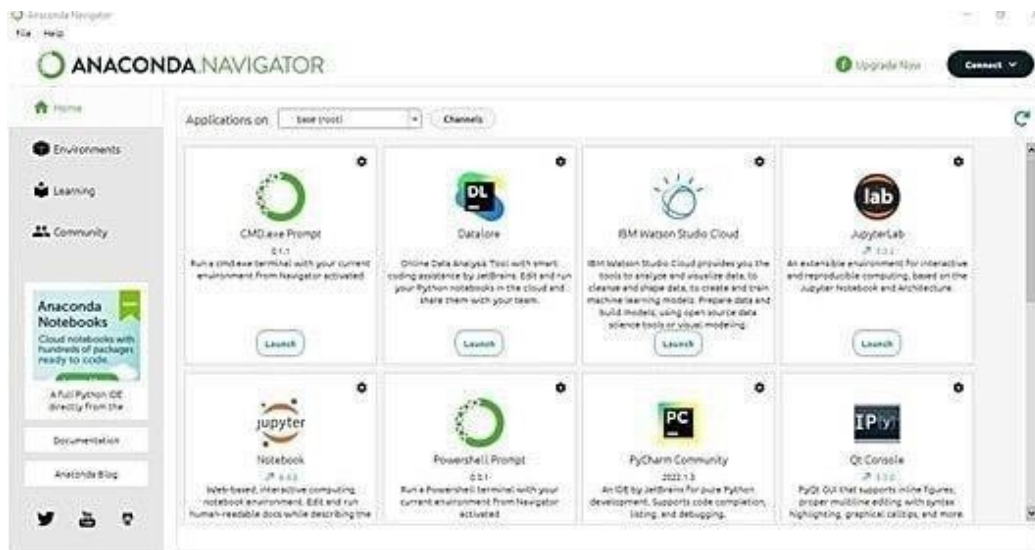 Anaconda Navigator
File Help
ANACONDA.NAVIGATOR
Upgrade Now
Connect
Home
Applications on
base (root)
Channels
Environments
Learning
Community
CMD.exe Prompt
0.1.1
Run a cmd.exe terminal with your current
environment from Navigator activated
Launch
DL
Datalore
Online Data Analysis Tool with smart
coding assistance by JetBrains. Edit and run
your Python notebooks in the cloud and
share them with your team.
Launch
IBM Watson Studio Cloud
IBM Watson Studio Cloud provides you the
tools to analyze and visualize data, to
cleanse and shape data, to create and train
machine learning models. Prepare data and
build models, using open source data
science tools or visual modeling.
Launch
lab
JupyterLab
An extensible environment for interactive
and reproducible computing, based on the
Jupyter Notebook and Architecture.
Launch
Anaconda
Notebooks
Cloud notebooks with
hundreds of packages
ready to code.
A Full Python IDE
directly from the
Documentation
Anaconda Blog
jupyter
Notebook
Web-based, interactive computing
notebook environment. Edit and run
human-readable docs while describing the
Powershell Prompt
0.0.1
Run a Powershell terminal with your
current environment from Navigator
activated
PC
PyCharm Community
2022.1.3
An IDE by JetBrains for pure Python
development. Supports code completion,
listing, and debugging.
IP[y]
Qt Console
PyQt GUI that supports inline figures,
proper multiline editing with syntax
highlighting, graphical calltips, and more.